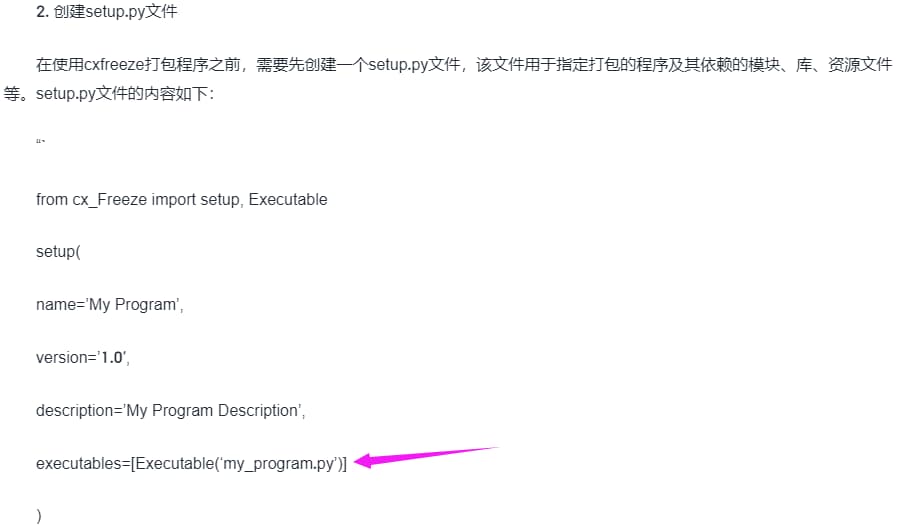 2. 创建setup.py文件
在使用cxfreeze打包程序之前，需要先创建一个setup.py文件，该文件用于指定打包的程序及其依赖的模块、库、资源文件
等。setup.py文件的内容如下：
“`
from cx_Freeze import setup, Executable
setup(
name=’My Program’,
version=’1.0′,
description=’My Program Description’,
executables=[Executable(‘my_program.py’)]
)